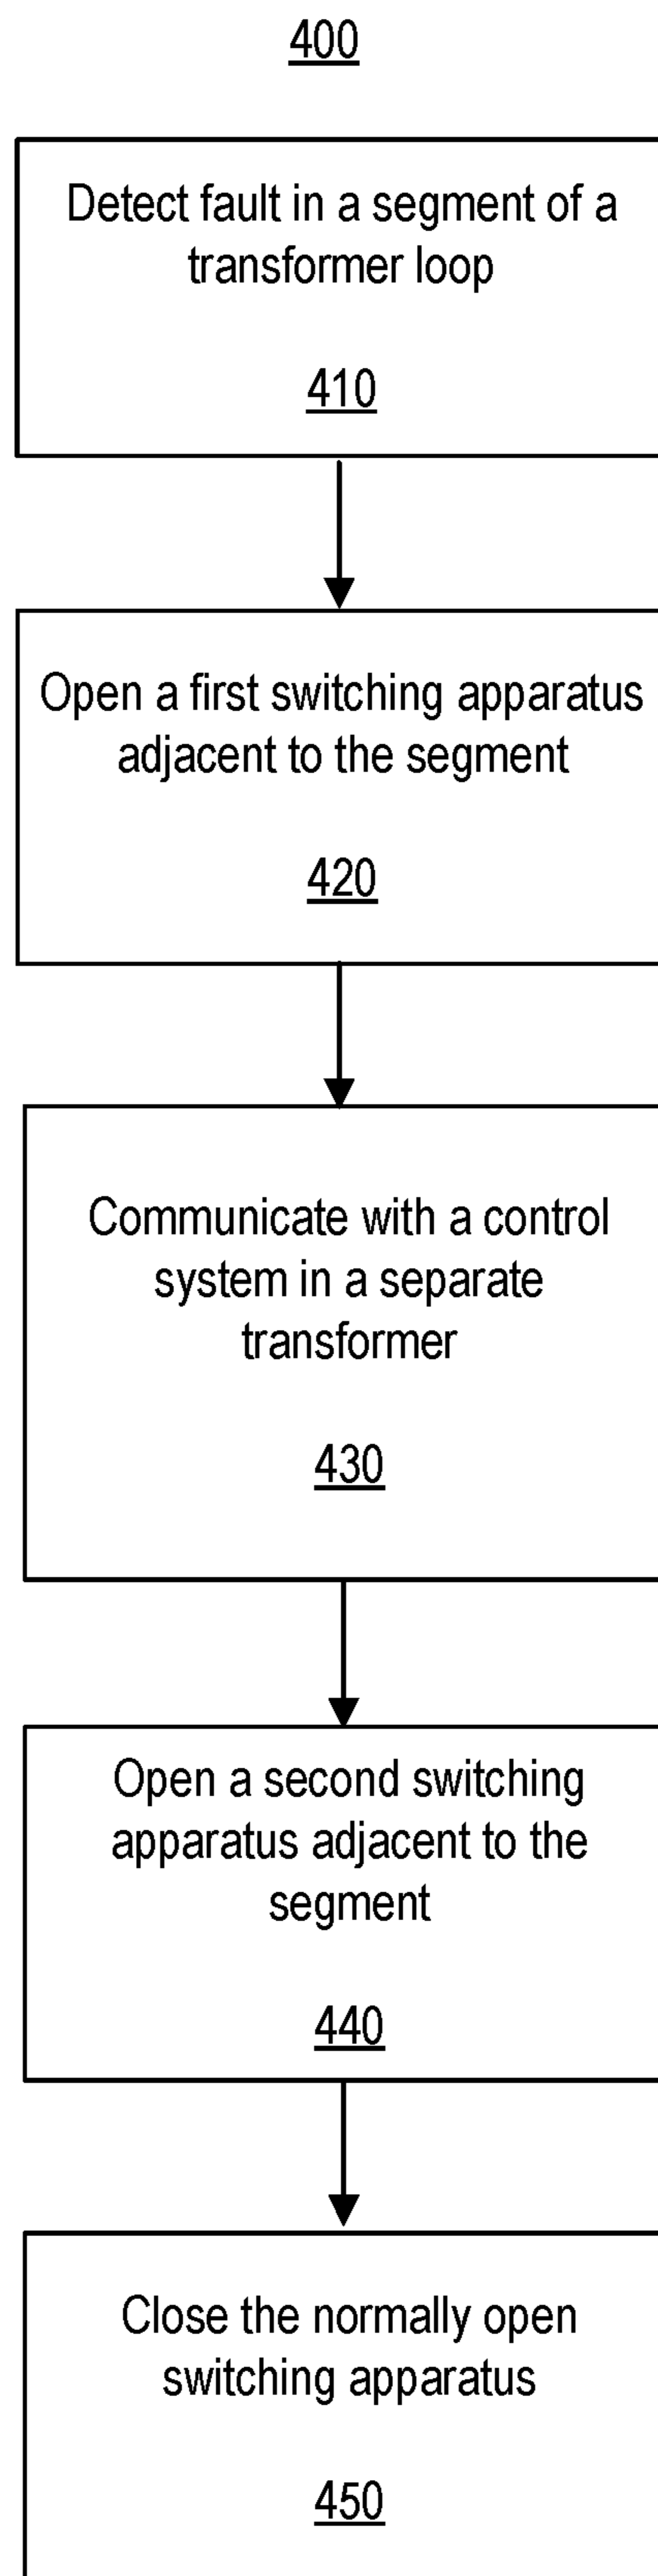 400
Detect fault in a segment of a
transformer loop
410
Open a first switching apparatus
adjacent to the segment
420
Communicate with a control
system in a separate
transformer
430
Open a second switching
apparatus adjacent to the
segment
440
Close the normally open
switching apparatus
450